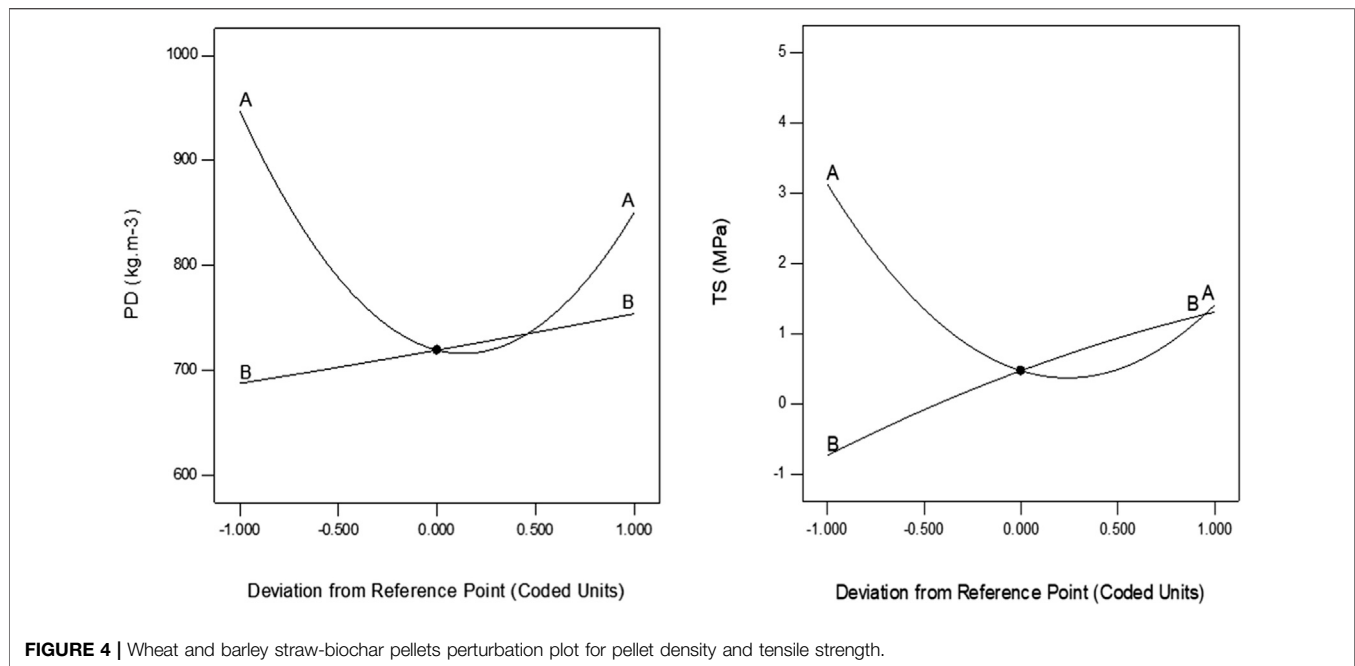 1000
900
800
700
600
PD (kg.m-3)
A
A
B
B
-1.000 -0.500 0.000 0.500 1.000
Deviation from Reference Point (Coded Units)
5
4
3
2
1
0
-1
TS (MPa)
A
B A
B
-1.000 -0.500 0.000 0.500 1.000
Deviation from Reference Point (Coded Units)
FIGURE 4 | Wheat and barley straw-biochar pellets perturbation plot for pellet density and tensile strength.